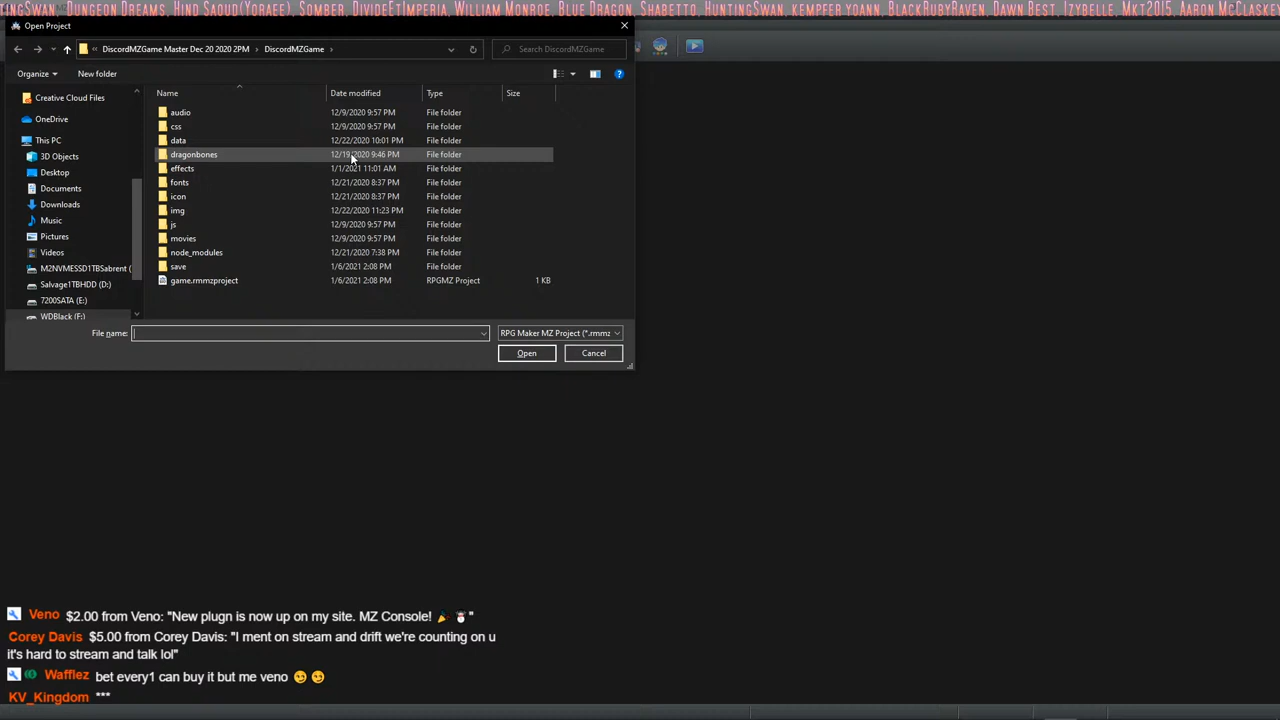 ingSwan, Dungeon Dreams, Hind Saoud(Yoraee), Somber, DivideEtImperia, William Monroe, Blue Dragon, Shabetto, HuntingSwan, kempfer yoann, BlackRubyRaven, Dawn Best, Izybelle, Mkt2015, Aaron McClaskey
Open Project
« DiscordMZGame Master Dec 20 2020 2PM > DiscordMZGame >
Search DiscordMZGame
Organize
New folder
Name Date modified Type Size
Creative Cloud Files
OneDrive
This PC
3D Objects
Desktop
Documents
Downloads
Music
Pictures
Videos
M2NVMESSD1TBSabrent (
Salvage1TBHDD (D:)
7200SATA (E:)
WDBlack (F:)
audio 12/9/2020 9:57 PM File folder
css 12/9/2020 9:57 PM File folder
data 12/22/2020 10:01 PM File folder
dragonbones 12/19/2020 9:46 PM File folder
effects 1/1/2021 11:01 AM File folder
fonts 12/21/2020 8:37 PM File folder
icon 12/21/2020 8:37 PM File folder
img 12/22/2020 11:23 PM File folder
js 12/9/2020 9:57 PM File folder
movies 12/9/2020 9:57 PM File folder
node_modules 12/21/2020 7:38 PM File folder
save 1/6/2021 2:08 PM File folder
game.rmmzproject 1/6/2021 2:08 PM RPGMZ Project 1 KB
File name:
RPG Maker MZ Project (*.rmmz
Open
Cancel
Veno $2.00 from Veno: "New plugn is now up on my site. MZ Console! 🎉 ⛄"
Corey Davis $5.00 from Corey Davis: "I ment on stream and drift we're counting on u
it's hard to stream and talk lol"
Wafflez bet every1 can buy it but me veno 😏 😏
KV_Kingdom ***